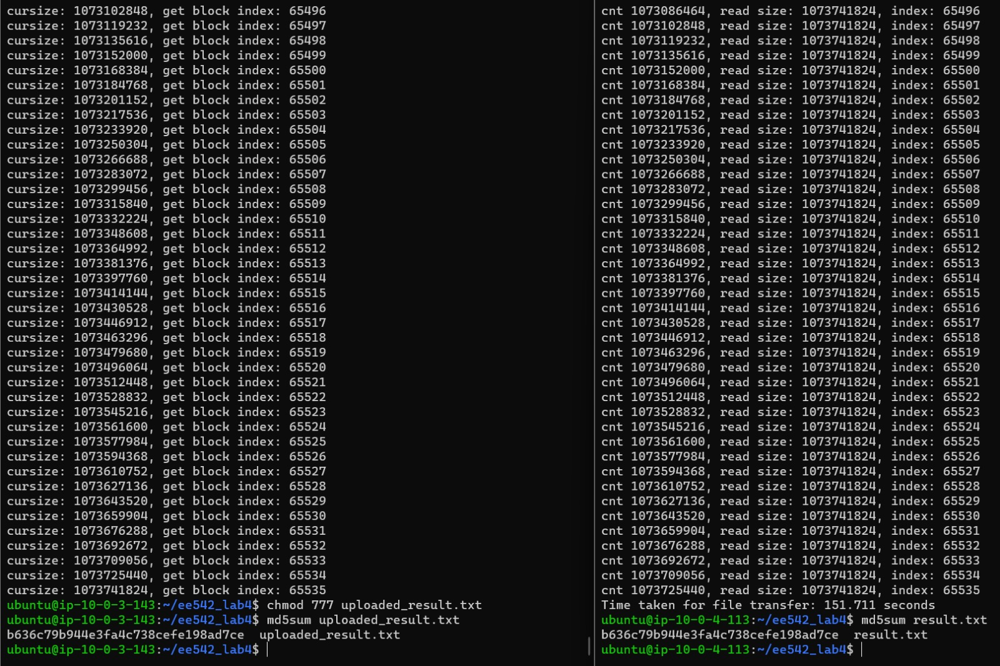 cursize: 1073102848, get block index: 65496
cursize: 1073119232, get block index: 65497
cursize: 1073135616, get block index: 65498
cursize: 1073152000, get block index: 65499
cursize: 1073168384, get block index: 65500
cursize: 1073184768, get block index: 65501
cursize: 1073201152, get block index: 65502
cursize: 1073217536, get block index: 65503
cursize: 1073233920, get block index: 65504
cursize: 1073250304, get block index: 65505
cursize: 1073266688, get block index: 65506
cursize: 1073283072, get block index: 65507
cursize: 1073299456, get block index: 65508
cursize: 1073315840, get block index: 65509
cursize: 1073332224, get block index: 65510
cursize: 1073348608, get block index: 65511
cursize: 1073364992, get block index: 65512
cursize: 1073381376, get block index: 65513
cursize: 1073397760, get block index: 65514
cursize: 1073414144, get block index: 65515
cursize: 1073430528, get block index: 65516
cursize: 1073446912, get block index: 65517
cursize: 1073463296, get block index: 65518
cursize: 1073479680, get block index: 65519
cursize: 1073496064, get block index: 65520
cursize: 1073512448, get block index: 65521
cursize: 1073528832, get block index: 65522
cursize: 1073545216, get block index: 65523
cursize: 1073561600, get block index: 65524
cursize: 1073577984, get block index: 65525
cursize: 1073594368, get block index: 65526
cursize: 1073610752, get block index: 65527
cursize: 1073627136, get block index: 65528
cursize: 1073643520, get block index: 65529
cursize: 1073659904, get block index: 65530
cursize: 1073676288, get block index: 65531
cursize: 1073692672, get block index: 65532
cursize: 1073709056, get block index: 65533
cursize: 1073725440, get block index: 65534
cursize: 1073741824, get block index: 65535
ubuntu@ip-10-0-3-143:~/ee542_lab4$ chmod 777 uploaded_result.txt
ubuntu@ip-10-0-3-143:~/ee542_lab4$ md5sum uploaded_result.txt
b636c79b944e3fa4c738cefe198ad7ce  uploaded_result.txt
ubuntu@ip-10-0-3-143:~/ee542_lab4$
cnt 1073086464, read size: 1073741824, index: 65496
cnt 1073102848, read size: 1073741824, index: 65497
cnt 1073119232, read size: 1073741824, index: 65498
cnt 1073135616, read size: 1073741824, index: 65499
cnt 1073152000, read size: 1073741824, index: 65500
cnt 1073168384, read size: 1073741824, index: 65501
cnt 1073184768, read size: 1073741824, index: 65502
cnt 1073201152, read size: 1073741824, index: 65503
cnt 1073217536, read size: 1073741824, index: 65504
cnt 1073233920, read size: 1073741824, index: 65505
cnt 1073250304, read size: 1073741824, index: 65506
cnt 1073266688, read size: 1073741824, index: 65507
cnt 1073283072, read size: 1073741824, index: 65508
cnt 1073299456, read size: 1073741824, index: 65509
cnt 1073315840, read size: 1073741824, index: 65510
cnt 1073332224, read size: 1073741824, index: 65511
cnt 1073348608, read size: 1073741824, index: 65512
cnt 1073364992, read size: 1073741824, index: 65513
cnt 1073381376, read size: 1073741824, index: 65514
cnt 1073397760, read size: 1073741824, index: 65515
cnt 1073414144, read size: 1073741824, index: 65516
cnt 1073430528, read size: 1073741824, index: 65517
cnt 1073446912, read size: 1073741824, index: 65518
cnt 1073463296, read size: 1073741824, index: 65519
cnt 1073479680, read size: 1073741824, index: 65520
cnt 1073496064, read size: 1073741824, index: 65521
cnt 1073512448, read size: 1073741824, index: 65522
cnt 1073528832, read size: 1073741824, index: 65523
cnt 1073545216, read size: 1073741824, index: 65524
cnt 1073561600, read size: 1073741824, index: 65525
cnt 1073577984, read size: 1073741824, index: 65526
cnt 1073594368, read size: 1073741824, index: 65527
cnt 1073610752, read size: 1073741824, index: 65528
cnt 1073627136, read size: 1073741824, index: 65529
cnt 1073643520, read size: 1073741824, index: 65530
cnt 1073659904, read size: 1073741824, index: 65531
cnt 1073676288, read size: 1073741824, index: 65532
cnt 1073692672, read size: 1073741824, index: 65533
cnt 1073709056, read size: 1073741824, index: 65534
cnt 1073725440, read size: 1073741824, index: 65535
Time taken for file transfer: 151.711 seconds
ubuntu@ip-10-0-4-113:~/ee542_lab4$ md5sum result.txt
b636c79b944e3fa4c738cefe198ad7ce  result.txt
ubuntu@ip-10-0-4-113:~/ee542_lab4$